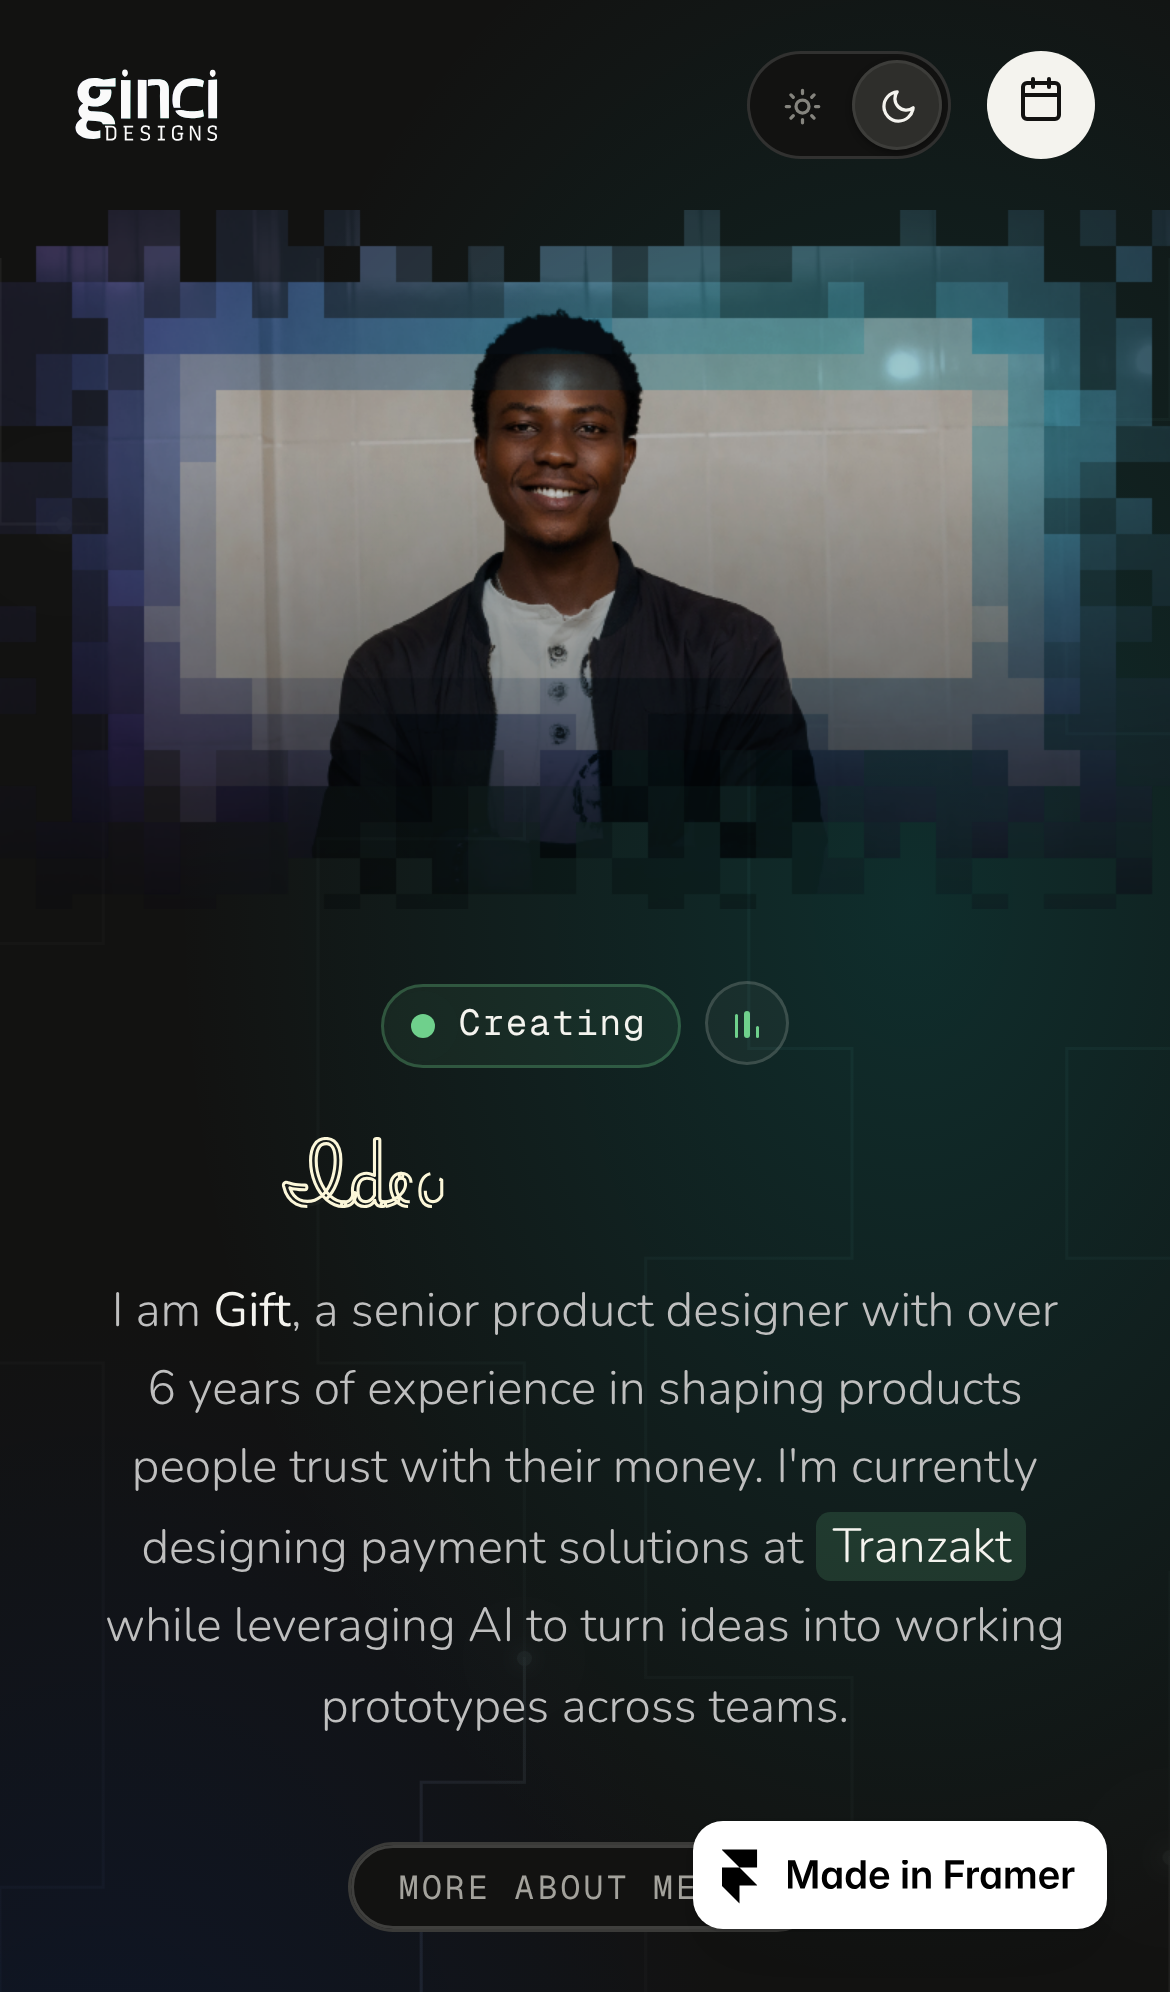 ginci
DESIGNS
Creating
I am Gift, a senior product designer with over
6 years of experience in shaping products
people trust with their money. I'm currently
designing payment solutions at Tranzakt
while leveraging AI to turn ideas into working
prototypes across teams.
MORE ABOUT ME
Made in Framer